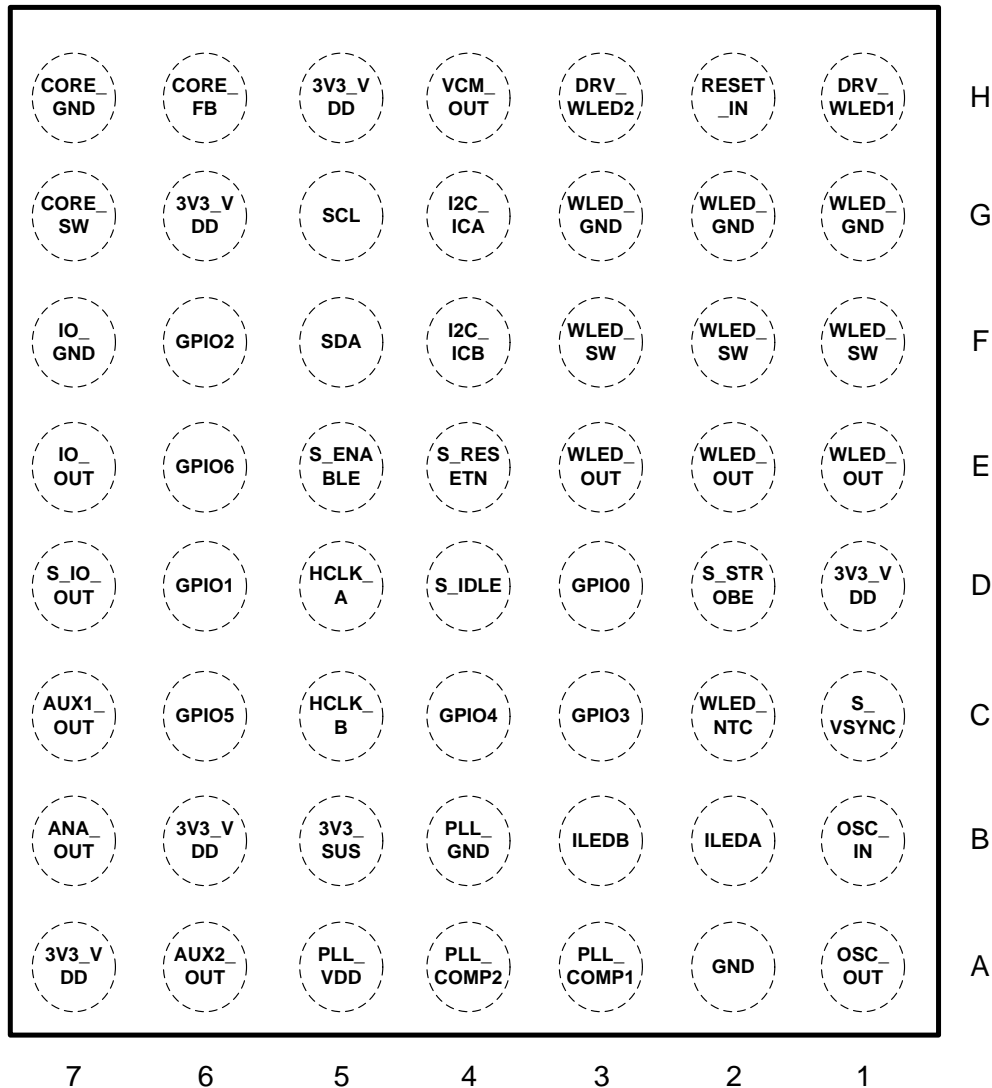 CORE_ 
GND
CORE_
FB
3V3_V
DD
VCM_
OUT
DRV_
WLED2
RESET
_IN
DRV_
WLED1
H
CORE_
SW
3V3_V
DD
SCL
I2C_
ICA
WLED_
GND
WLED_
GND
WLED_
GND
G
IO_
GND
GPIO2
SDA
I2C_
ICB
WLED_
SW
WLED_
SW
WLED_
SW
F
IO_
OUT
GPIO6
S_ENA
BLE
S_RES
ETN
WLED_
OUT
WLED_
OUT
WLED_
OUT
E
S_IO_
OUT
GPIO1
HCLK_
A
S_IDLE
GPIO0
S_STR
OBE
3V3_V
DD
D
AUX1_
OUT
GPIO5
HCLK_
B
GPIO4
GPIO3
WLED_
NTC
S_
VSYNC
C
ANA_
OUT
3V3_V
DD
3V3_
SUS
PLL_
GND
ILEDB
ILEDA
OSC_
IN
B
3V3_V
DD
AUX2_
OUT
PLL_
VDD
PLL_
COMP2
PLL_
COMP1
GND
OSC_
OUT
A
7 6 5 4 3 2 1